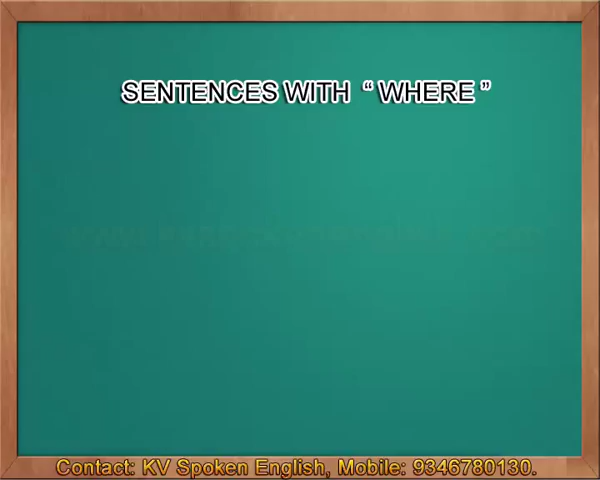 SENTENCES WITH “ WHERE ”
Contact: KV Spoken English, Mobile: 9346780130.